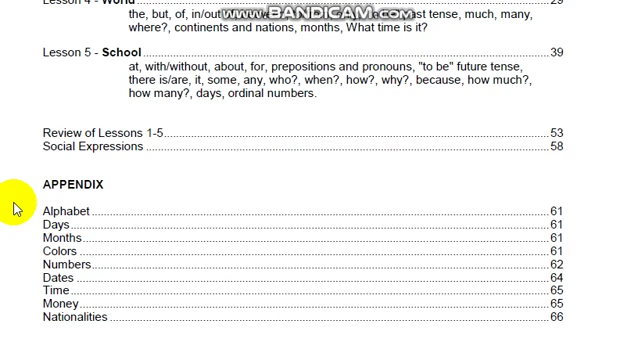 Lesson 4 - World 29
www.BANDICAM.com
the, but, of, in/out past tense, much, many,
where?, continents and nations, months, What time is it?
Lesson 5 - School 39
at, with/without, about, for, prepositions and pronouns, "to be" future tense,
there is/are, it, some, any, who?, when?, how?, why?, because, how much?,
how many?, days, ordinal numbers.
Review of Lessons 1-5 53
Social Expressions 58
APPENDIX
Alphabet 61
Days 61
Months 61
Colors 61
Numbers 62
Dates 64
Time 65
Money 65
Nationalities 66